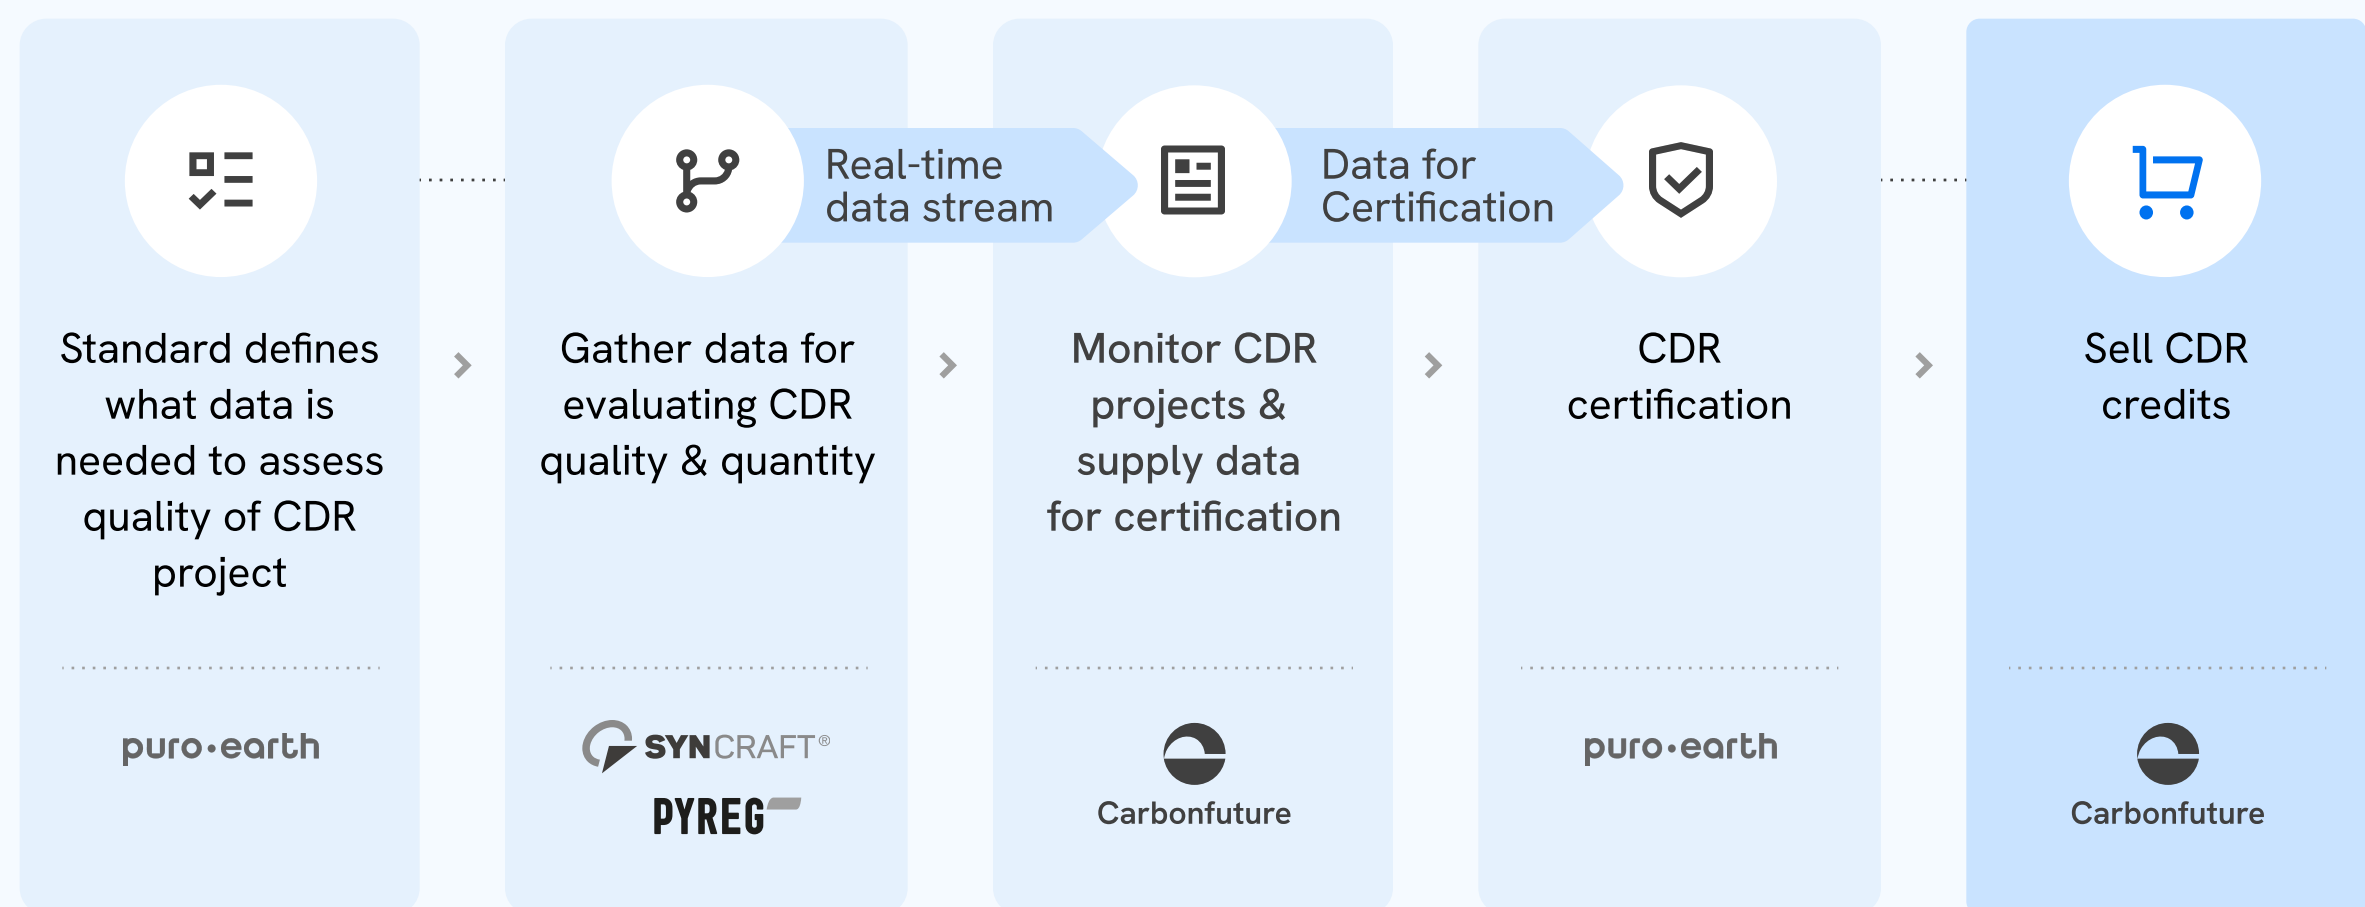 Standard defines
what data is
needed to assess
quality of CDR
project
puro·earth
Gather data for
evaluating CDR
quality & quantity
SYNCRAFT®
PYREG
Real-time
data stream
Monitor CDR
projects &
supply data
for certification
Carbonfuture
Data for
Certification
CDR
certification
puro·earth
Sell CDR
credits
Carbonfuture